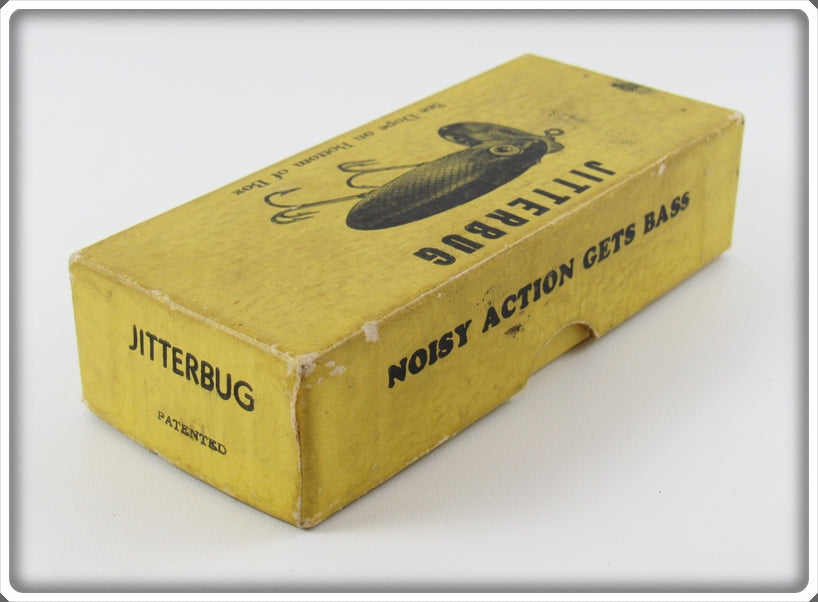 See Dope on Bottom of Box
JITTERBUG
NOISY ACTION GETS BASS
JITTERBUG
PATENTED